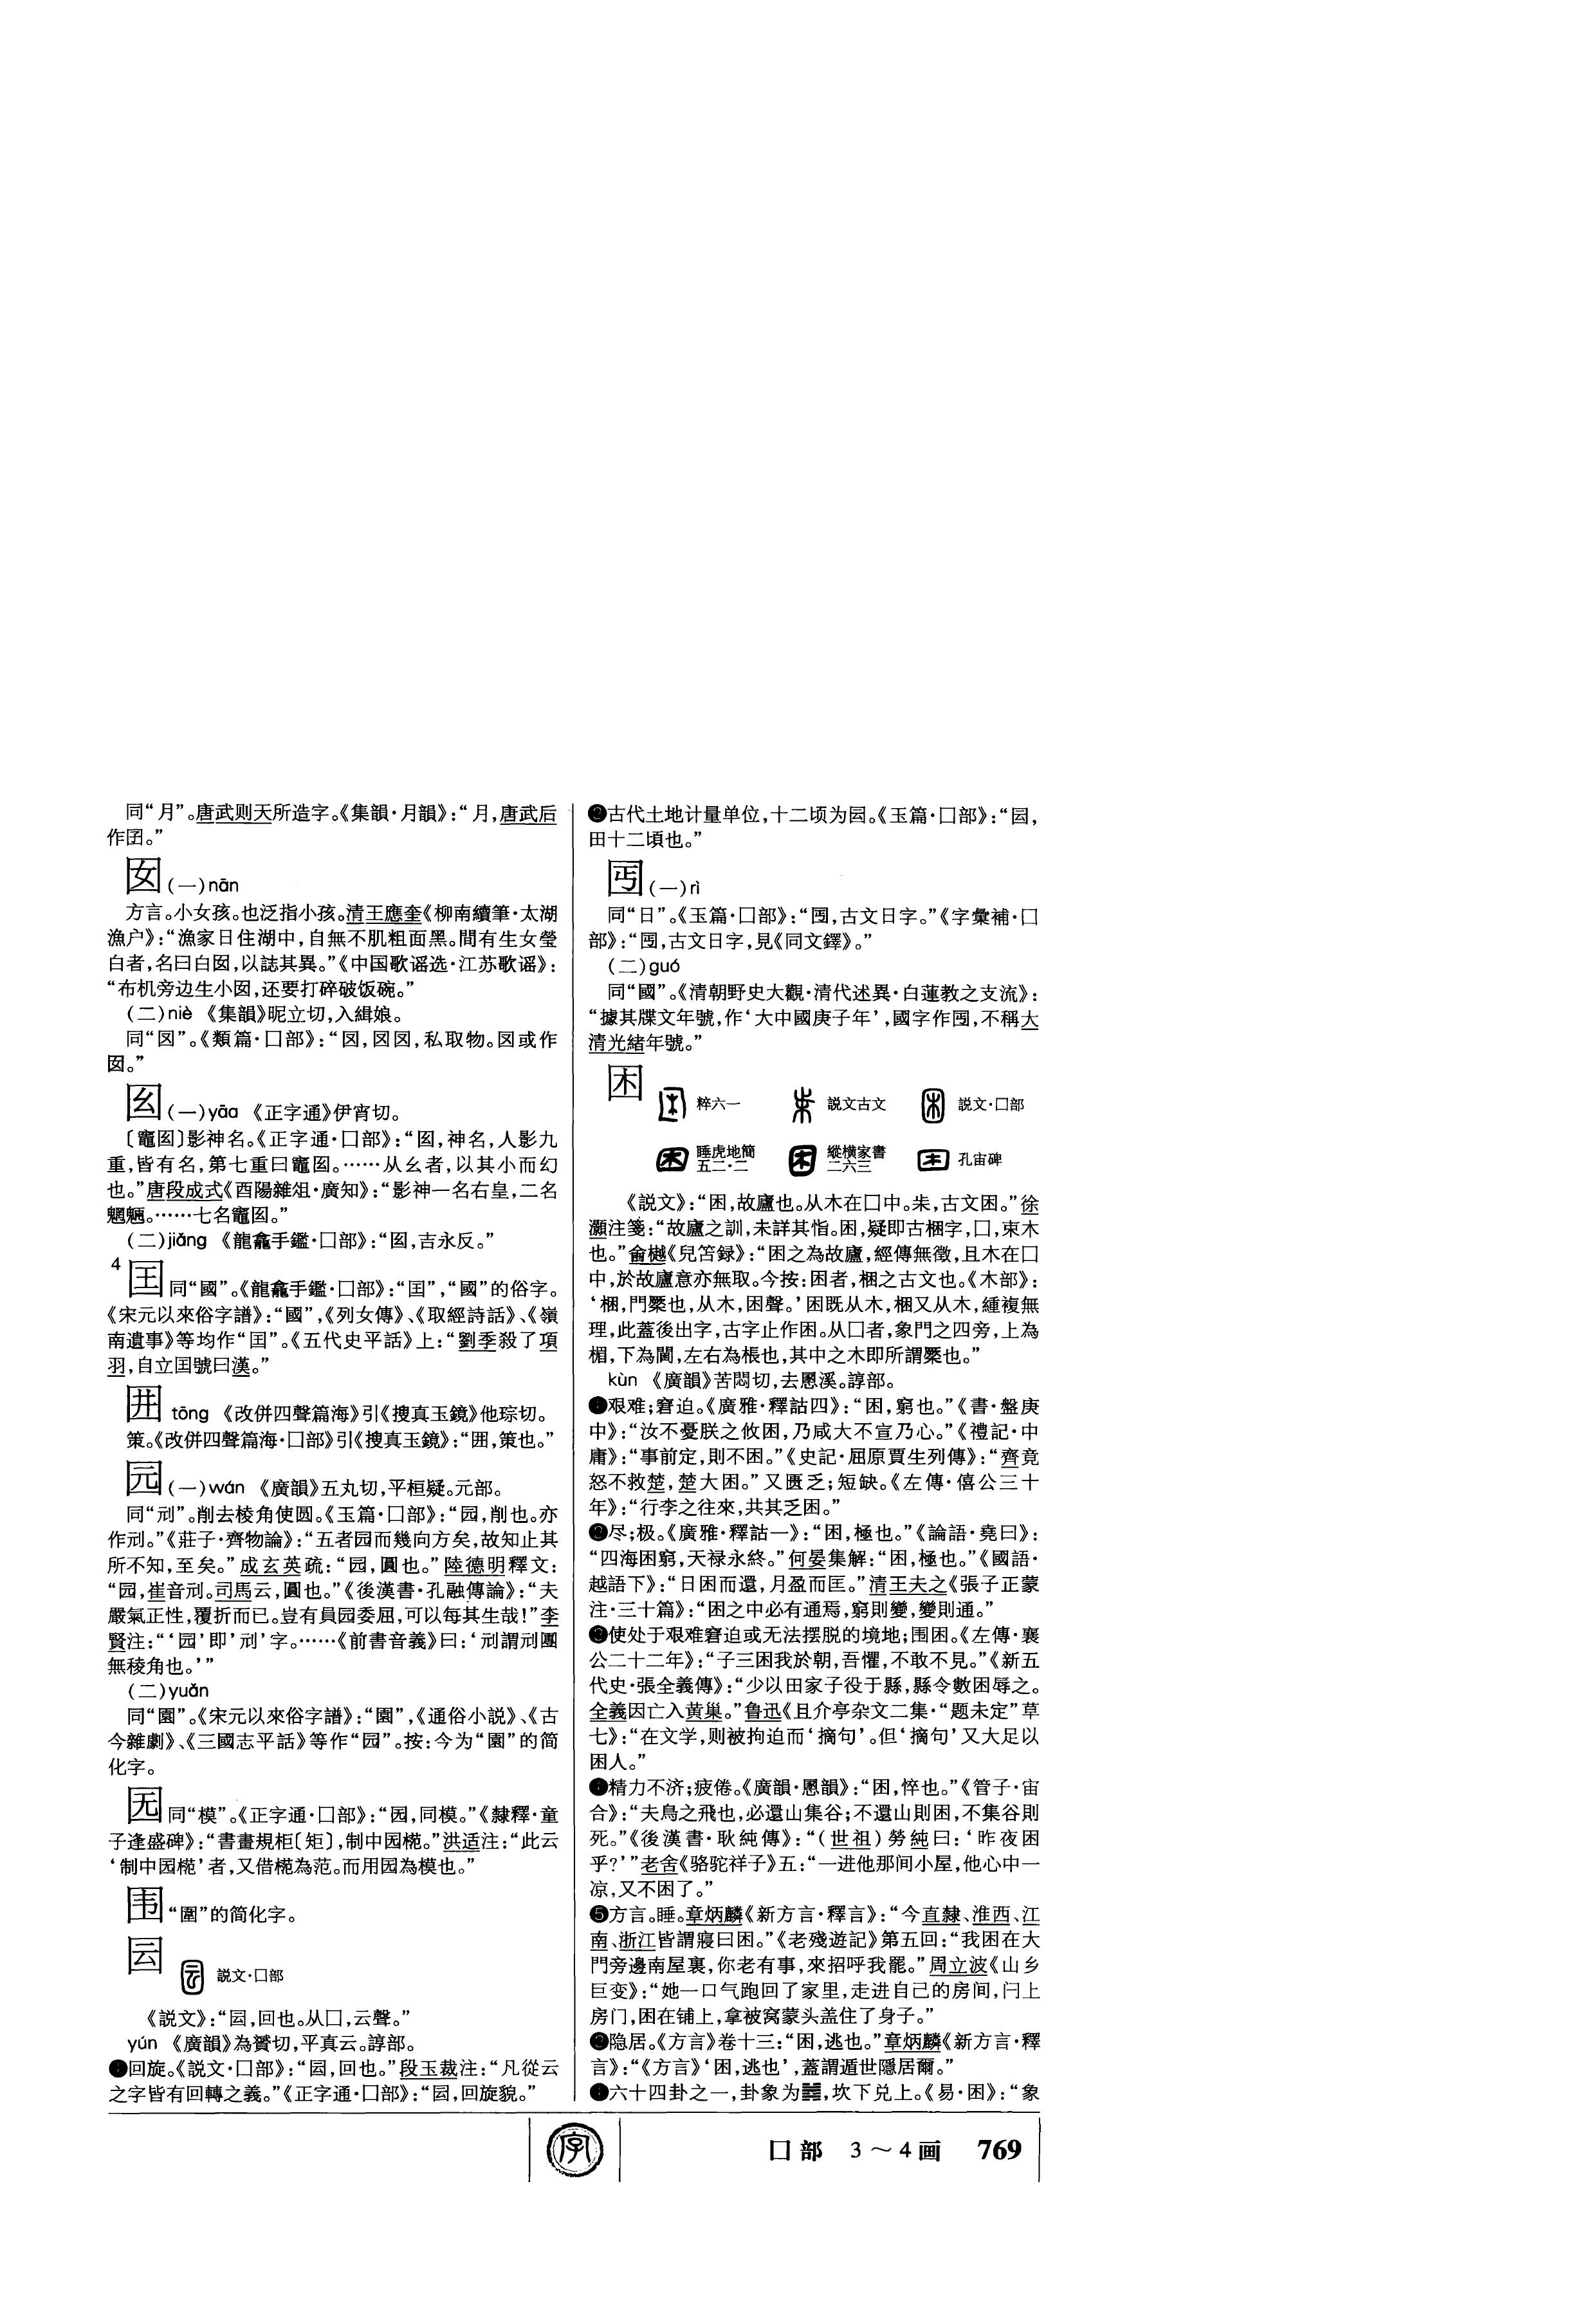 同“月”。唐武则天所造字。《集韻·月韻》：“月，唐武后
作囝。”
囡(一)nān
方言。小女孩。也泛指小孩。清王應奎《柳南續筆·太湖
漁户》：“漁家日住湖中，自無不肌粗面黑。間有生女瑩
白者，名曰白囡，以誌其異。”《中国歌谣选·江苏歌谣》：
“布机旁边生小囡，还要打碎破饭碗。”
(二)niè 《集韻》昵立切，入緝娘。
同“㘝”。《類篇·囗部》：“㘝，㘝㘝，私取物。㘝或作
囡。”
(一)yāo 《正字通》伊宵切。
〔竈〕影神名。《正字通·囗部》：“，神名，人影九
重，皆有名，第七重曰竈。……从幺者，以其小而幻
也。”唐段成式《酉陽雜俎·廣知》：“影神一名右皇，二名
魍魎。……七名竈。”
(二)jiǎng 《龍龕手鑑·囗部》：“，吉永反。”
4
囯同“國”。《龍龕手鑑·囗部》：“囯”，“國”的俗字。
《宋元以來俗字譜》：“國”，《列女傳》、《取經詩話》、《嶺
南遺事》等均作“囯”。《五代史平話》上：“劉季殺了項
羽，自立囯號曰漢。”
囲 tōng 《改併四聲篇海》引《搜真玉鏡》他琮切。
策。《改併四聲篇海·囗部》引《搜真玉鏡》：“囲，策也。”
园(一)wán 《廣韻》五丸切，平桓疑。元部。
同“刓”。削去棱角使圆。《玉篇·囗部》：“园，削也。亦
作刓。”《莊子·齊物論》：“五者园而幾向方矣，故知止其
所不知，至矣。”成玄英疏：“园，圓也。”陸德明釋文：
“园，崔音刓。司馬云，圓也。”《後漢書·孔融傳論》：“夫
嚴氣正性，覆折而已。豈有員园委屈，可以每其生哉！”李
賢注：“‘园’即‘刓’字。……《前書音義》曰：‘刓謂刓團
無稜角也。’”
(二)yuán
同“園”。《宋元以來俗字譜》：“園”，《通俗小説》、《古
今雜劇》、《三國志平話》等作“园”。按：今为“園”的简
化字。
同“模”。《正字通·囗部》：“，同模。”《隸釋·童
子逢盛碑》：“書畫規柜〔矩〕，制中梍。”洪适注：“此云
‘制中梍’者，又借梍為范。而用為模也。”
围“圍”的简化字。
囩
説文·囗部
《説文》：“囩，回也。从囗，云聲。”
yún 《廣韻》為贇切，平真云。諄部。
❶回旋。《説文·囗部》：“囩，回也。”段玉裁注：“凡從云
之字皆有回轉之義。”《正字通·囗部》：“囩，回旋貌。”
❷古代土地计量单位，十二顷为囩。《玉篇·囗部》：“囩，
田十二頃也。”
囸(一)rì
同“日”。《玉篇·囗部》：“，古文日字。”《字彙補·囗
部》：“，古文日字，見《同文鐸》。”
(二)guó
同“國”。《清朝野史大觀·清代述異·白蓮教之支流》：
“據其牒文年號，作‘大中國庚子年’，國字作，不稱大
清光緒年號。”
困
粹六一 説文古文 説文·囗部
睡虎地簡五二·二 縱横家書二六三 孔宙碑
《説文》：“困，故廬也。从木在囗中。朱，古文困。”徐
灝注箋：“故廬之訓，未詳其恉。困，疑即古梱字，囗，束木
也。”俞樾《兒笘録》：“困之為故廬，經傳無徵，且木在囗
中，於故廬意亦無取。今按：困者，梱之古文也。《木部》：
‘梱，門橜也，从木，困聲。’困既从木，梱又从木，緟複無
理，此蓋後出字，古字止作困。从囗者，象門之四旁，上為
楣，下為閫，左右為棖也，其中之木即所謂橜也。”
kùn 《廣韻》苦悶切，去慁溪。諄部。
❶艰难；窘迫。《廣雅·釋詁四》：“困，窮也。”《書·盤庚
中》：“汝不憂朕之攸困，乃咸大不宣乃心。”《禮記·中
庸》：“事前定，則不困。”《史記·屈原賈生列傳》：“齊竟
怒不救楚，楚大困。”又匮乏；短缺。《左傳·僖公三十
年》：“行李之往來，共其乏困。”
❷尽；极。《廣雅·釋詁一》：“困，極也。”《論語·堯曰》：
“四海困窮，天禄永終。”何晏集解：“困，極也。”《國語·
越語下》：“日困而還，月盈而匡。”清王夫之《張子正蒙
注·三十篇》：“困之中必有通焉，窮則變，變則通。”
❸使处于艰难窘迫或无法摆脱的境地；围困。《左傳·襄
公二十二年》：“子三困我於朝，吾懼，不敢不見。”《新五
代史·張全義傳》：“少以田家子役于縣，縣令數困辱之。
全義因亡入黄巢。”鲁迅《且介亭杂文二集·“题未定”草
七》：“在文学，则被拘迫而‘摘句’。但‘摘句’又大足以
困人。”
❹精力不济；疲倦。《廣韻·慁韻》：“困，悴也。”《管子·宙
合》：“夫鳥之飛也，必還山集谷；不還山則困，不集谷則
死。”《後漢書·耿純傳》：“（世祖）勞純曰：‘昨夜困
乎？’”老舍《骆驼祥子》五：“一进他那间小屋，他心中一
凉，又不困了。”
❺方言。睡。章炳麟《新方言·釋言》：“今直隸、淮西、江
南、浙江皆謂寢曰困。”《老殘遊記》第五回：“我困在大
門旁邊南屋裏，你老有事，來招呼我罷。”周立波《山乡
巨变》：“她一口气跑回了家里，走进自己的房间，闩上
房门，困在铺上，拿被窝蒙头盖住了身子。”
❻隐居。《方言》卷十三：“困，逃也。”章炳麟《新方言·釋
言》：“《方言》‘困，逃也’，蓋謂遁世隱居爾。”
❼六十四卦之一，卦象为䷮，坎下兑上。《易·困》：“象
字
囗部 3～4画 769